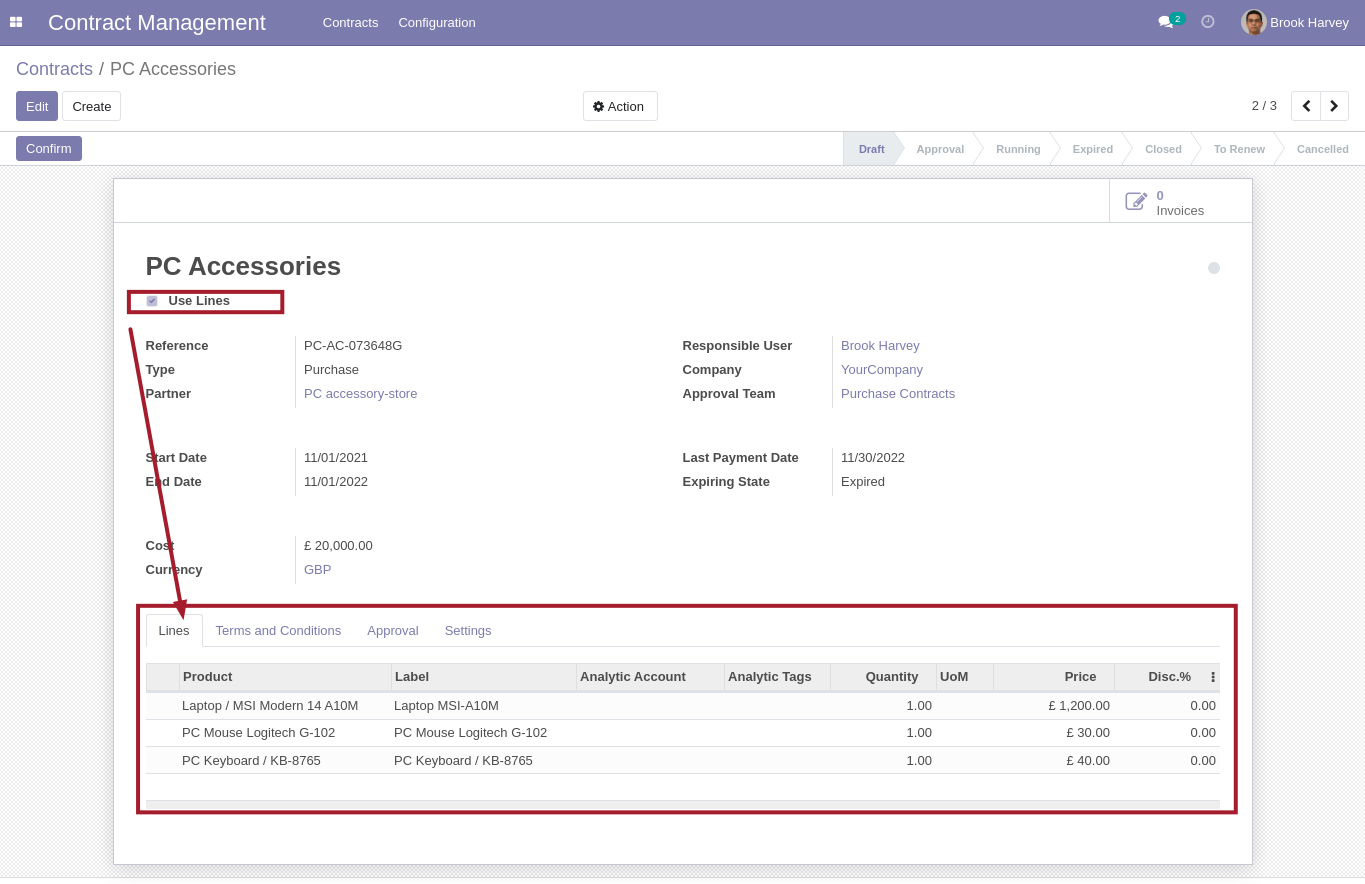 Contract Management Contracts Configuration 2 Brook Harvey
Contracts / PC Accessories
Edit Create Action 2 / 3
Confirm Draft Approval Running Expired Closed To Renew Cancelled
0
Invoices
PC Accessories
Use Lines
Reference PC-AC-073648G Responsible User Brook Harvey
Type Purchase Company YourCompany
Partner PC accessory-store Approval Team Purchase Contracts
Start Date 11/01/2021 Last Payment Date 11/30/2022
End Date 11/01/2022 Expiring State Expired
Cost £ 20,000.00
Currency GBP
Lines Terms and Conditions Approval Settings
Product Label Analytic Account Analytic Tags Quantity UoM Price Disc.%
Laptop / MSI Modern 14 A10M Laptop MSI-A10M 1.00 £ 1,200.00 0.00
PC Mouse Logitech G-102 PC Mouse Logitech G-102 1.00 £ 30.00 0.00
PC Keyboard / KB-8765 PC Keyboard / KB-8765 1.00 £ 40.00 0.00